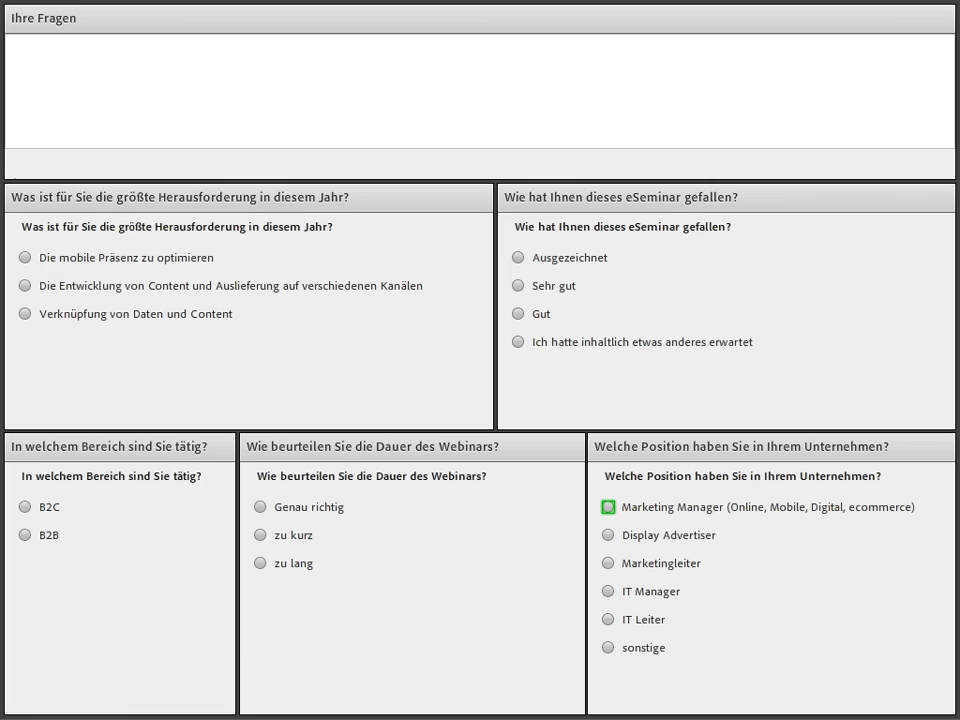 Ihre Fragen
Was ist für Sie die größte Herausforderung in diesem Jahr?
Was ist für Sie die größte Herausforderung in diesem Jahr?
Die mobile Präsenz zu optimieren
Die Entwicklung von Content und Auslieferung auf verschiedenen Kanälen
Verknüpfung von Daten und Content
Wie hat Ihnen dieses eSeminar gefallen?
Wie hat Ihnen dieses eSeminar gefallen?
Ausgezeichnet
Sehr gut
Gut
Ich hatte inhaltlich etwas anderes erwartet
In welchem Bereich sind Sie tätig?
In welchem Bereich sind Sie tätig?
B2C
B2B
Wie beurteilen Sie die Dauer des Webinars?
Wie beurteilen Sie die Dauer des Webinars?
Genau richtig
zu kurz
zu lang
Welche Position haben Sie in Ihrem Unternehmen?
Welche Position haben Sie in Ihrem Unternehmen?
Marketing Manager (Online, Mobile, Digital, ecommerce)
Display Advertiser
Marketingleiter
IT Manager
IT Leiter
sonstige